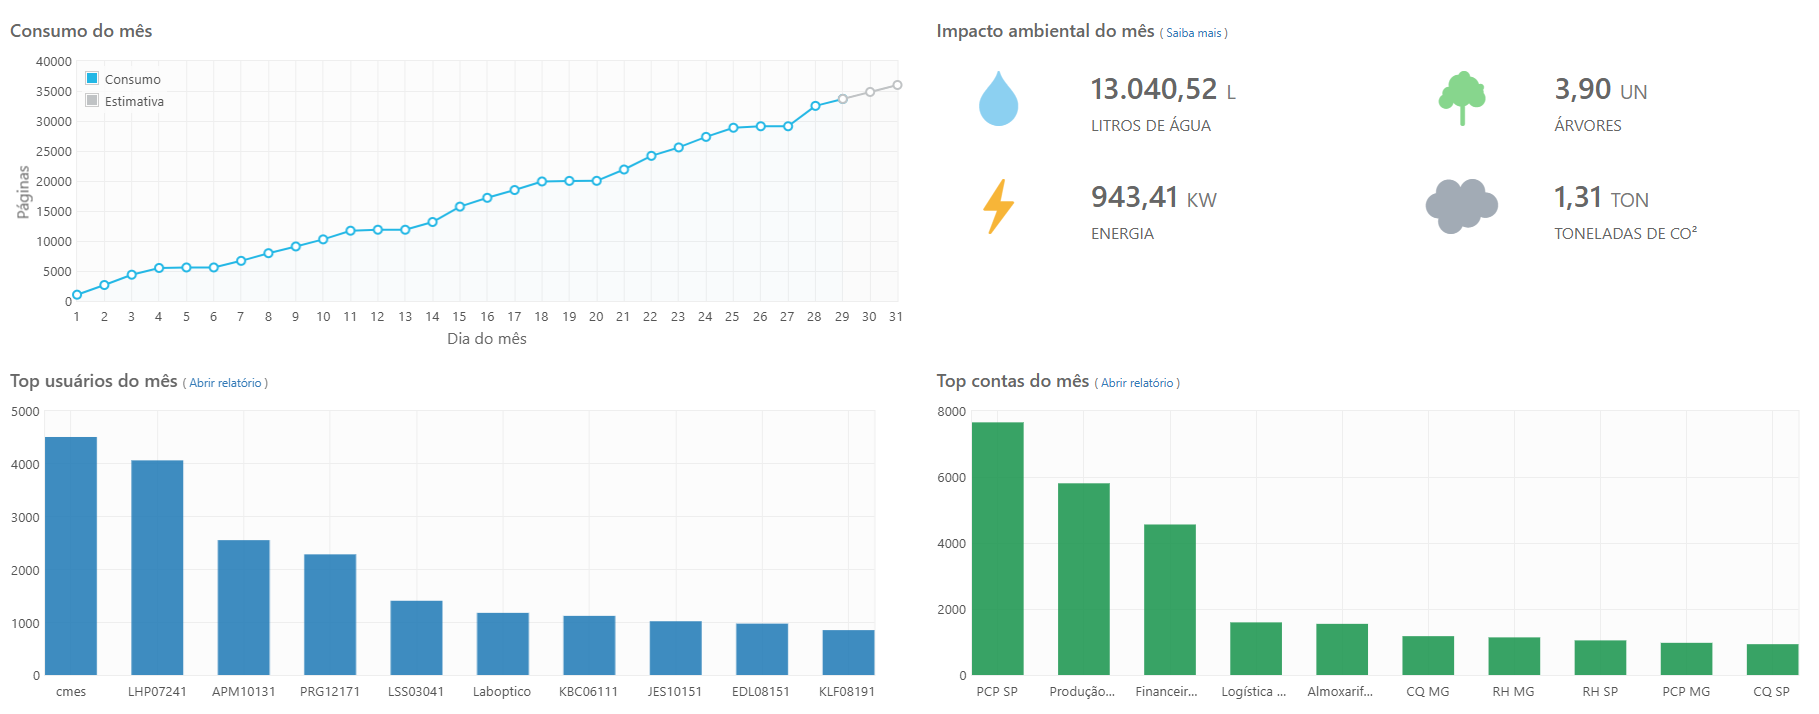 Consumo do mês
40000
35000
30000
25000
20000
15000
10000
5000
0
Páginas
Consumo
Estimativa
1 2 3 4 5 6 7 8 9 10 11 12 13 14 15 16 17 18 19 20 21 22 23 24 25 26 27 28 29 30 31
Dia do mês
Impacto ambiental do mês ( Saiba mais )
13.040,52 L
LITROS DE ÁGUA
3,90 UN
ÁRVORES
943,41 KW
ENERGIA
1,31 TON
TONELADAS DE CO²
Top usuários do mês ( Abrir relatório )
5000
4000
3000
2000
1000
0
cmes LHP07241 APM10131 PRG12171 LSS03041 Laboptico KBC06111 JES10151 EDL08151 KLF08191
Top contas do mês ( Abrir relatório )
8000
6000
4000
2000
0
PCP SP Produção... Financeir... Logística ... Almoxarif... CQ MG RH MG RH SP PCP MG CQ SP